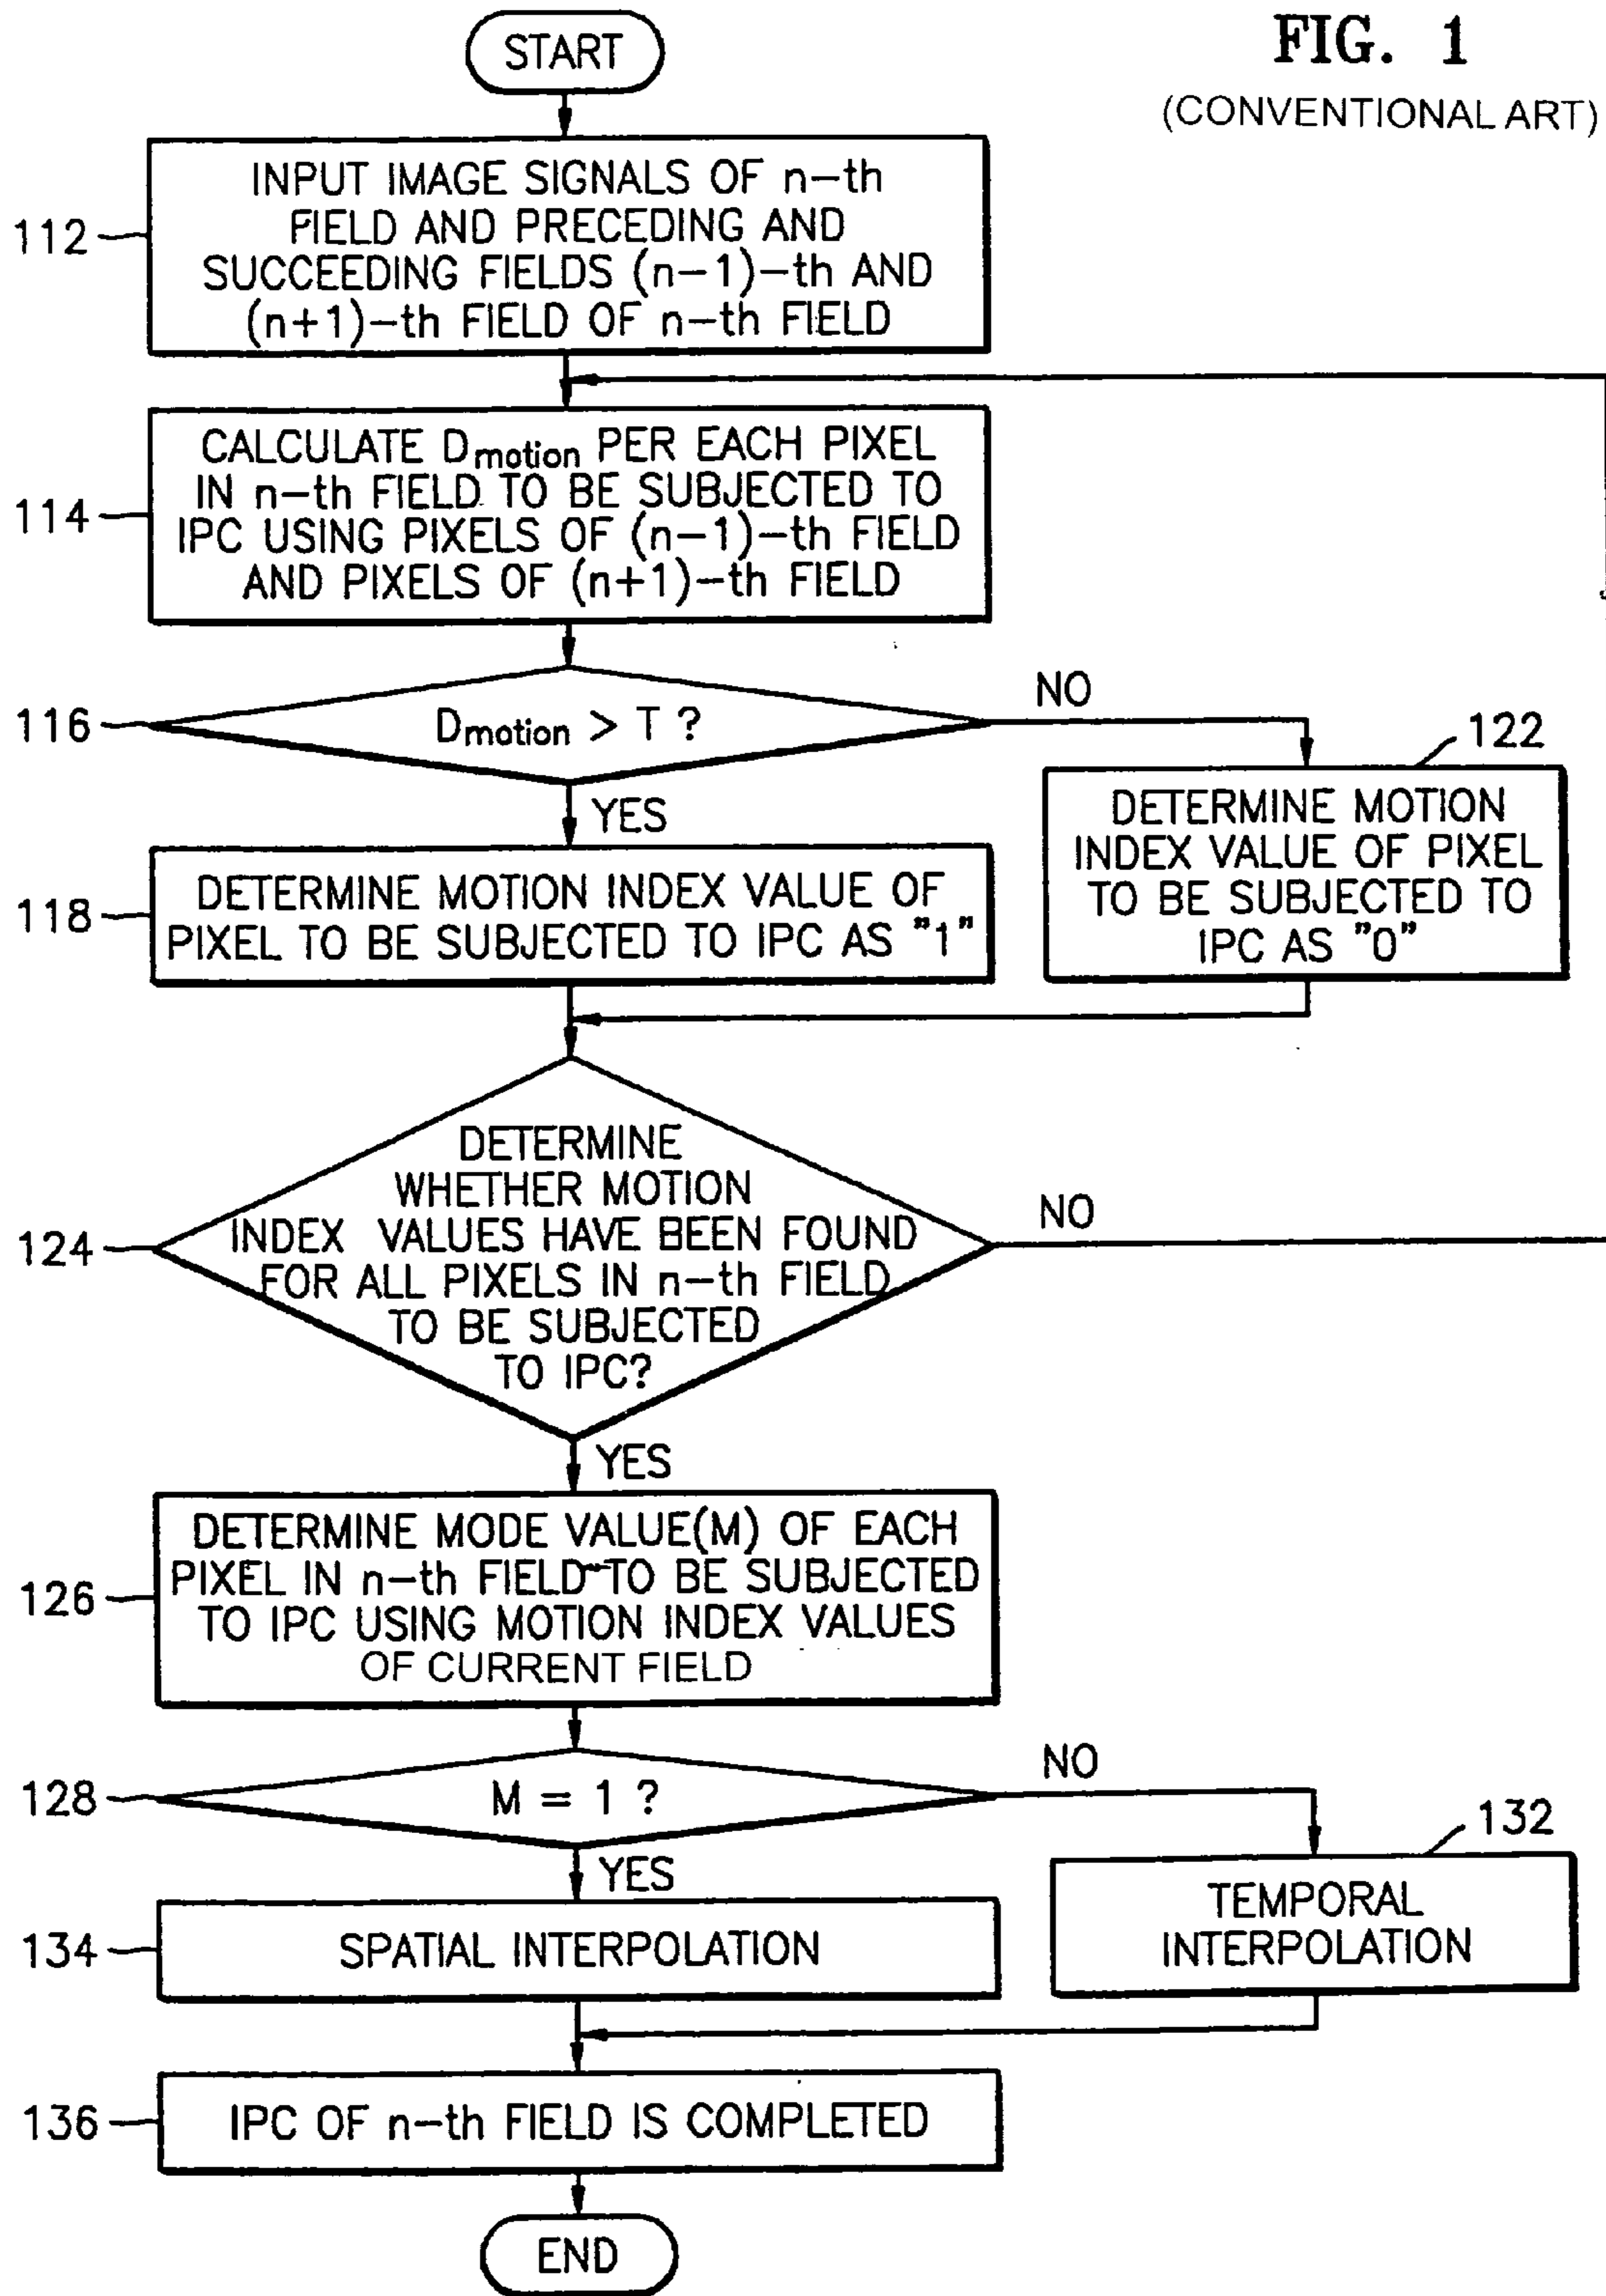 FIG. 1
(CONVENTIONAL ART)
START
112
INPUT IMAGE SIGNALS OF n-th
FIELD AND PRECEDING AND
SUCCEEDING FIELDS (n-1)-th AND
(n+1)-th FIELD OF n-th FIELD
114
CALCULATE Dmotion PER EACH PIXEL
IN n-th FIELD TO BE SUBJECTED TO
IPC USING PIXELS OF (n-1)-th FIELD
AND PIXELS OF (n+1)-th FIELD
116
Dmotion > T ?
NO
YES
122
DETERMINE MOTION
INDEX VALUE OF PIXEL
TO BE SUBJECTED TO
IPC AS "0"
118
DETERMINE MOTION INDEX VALUE OF
PIXEL TO BE SUBJECTED TO IPC AS "1"
124
DETERMINE
WHETHER MOTION
INDEX VALUES HAVE BEEN FOUND
FOR ALL PIXELS IN n-th FIELD
TO BE SUBJECTED
TO IPC?
NO
YES
126
DETERMINE MODE VALUE(M) OF EACH
PIXEL IN n-th FIELD TO BE SUBJECTED
TO IPC USING MOTION INDEX VALUES
OF CURRENT FIELD
128
M = 1 ?
NO
YES
132
TEMPORAL
INTERPOLATION
134
SPATIAL INTERPOLATION
136
IPC OF n-th FIELD IS COMPLETED
END